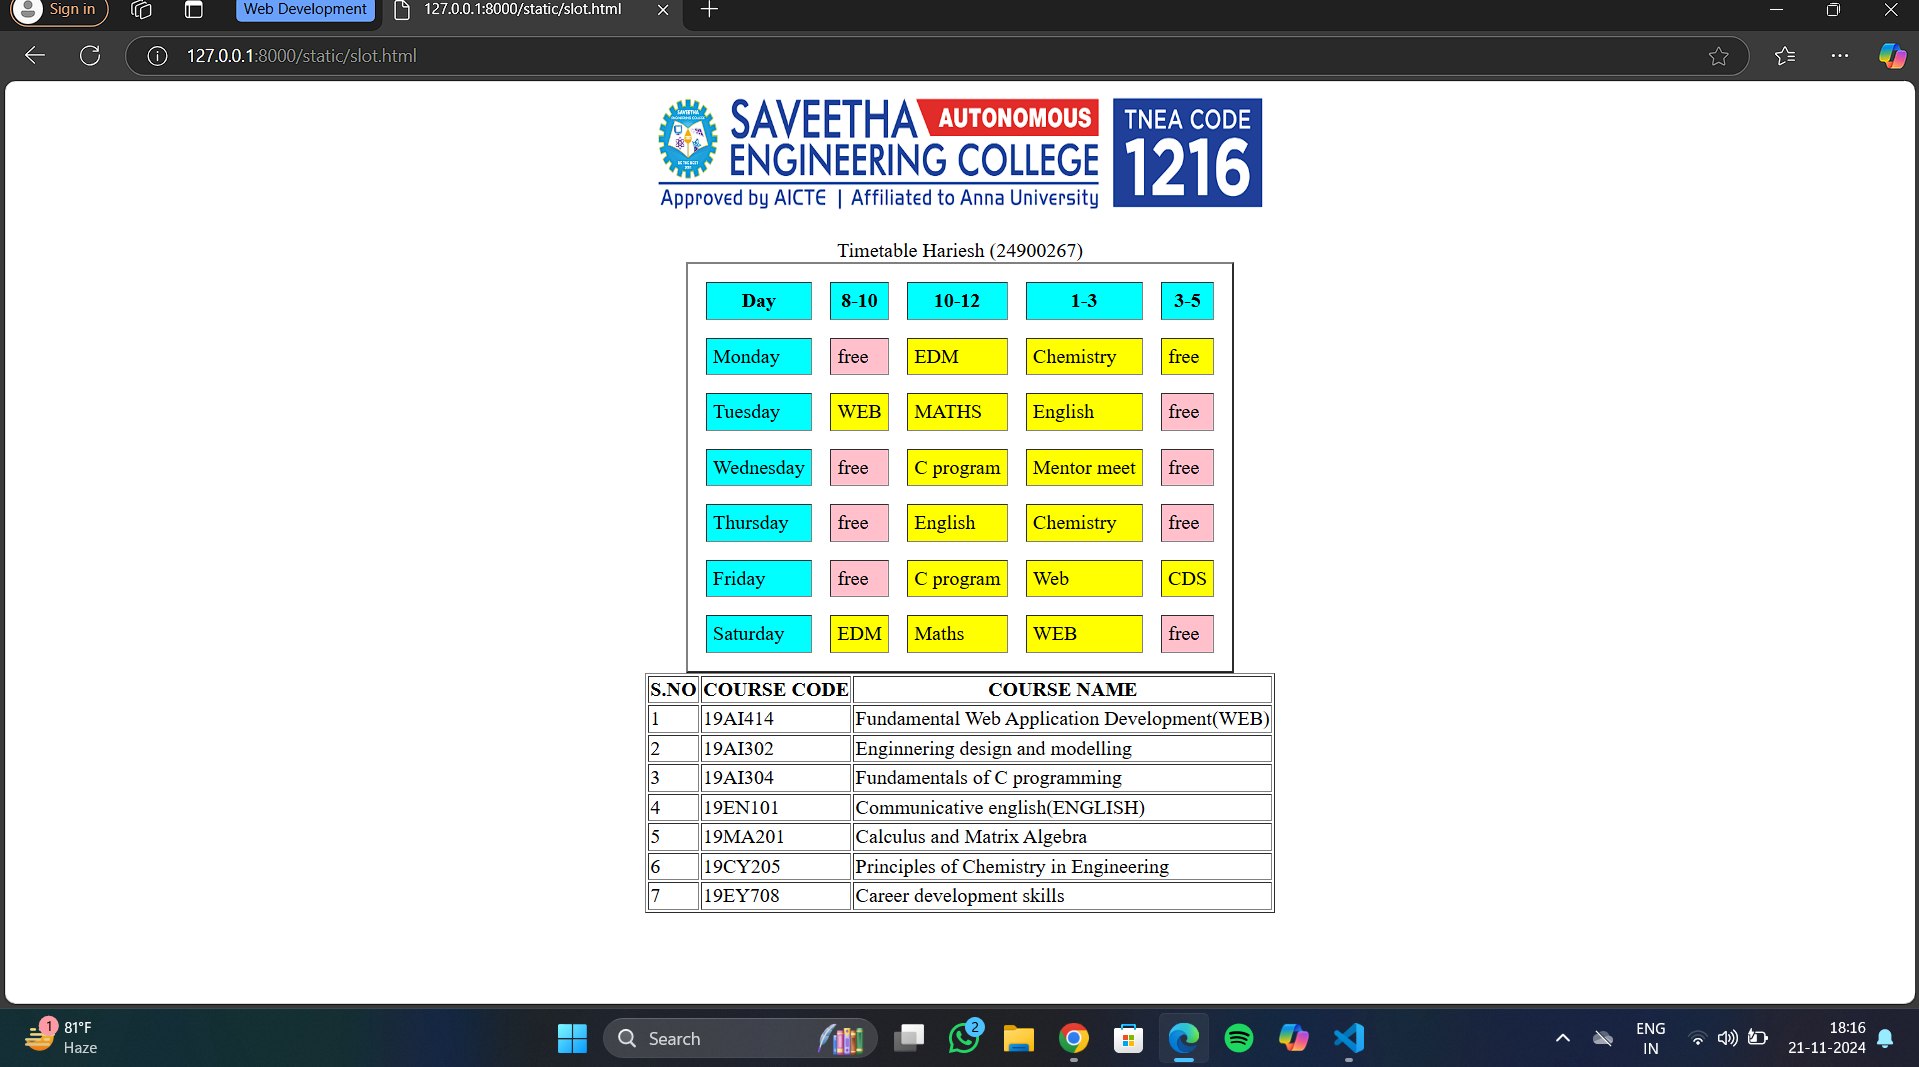 Sign in
Web Development
127.0.0.1:8000/static/slot.html
127.0.0.1:8000/static/slot.html
SAVEETHA AUTONOMOUS
ENGINEERING COLLEGE
Approved by AICTE | Affiliated to Anna University
TNEA CODE
1216
Timetable Hariesh (24900267)
Day 8-10 10-12 1-3 3-5
Monday free EDM Chemistry free
Tuesday WEB MATHS English free
Wednesday free C program Mentor meet free
Thursday free English Chemistry free
Friday free C program Web CDS
Saturday EDM Maths WEB free
S.NO COURSE CODE COURSE NAME
1 19AI414 Fundamental Web Application Development(WEB)
2 19AI302 Enginnering design and modelling
3 19AI304 Fundamentals of C programming
4 19EN101 Communicative english(ENGLISH)
5 19MA201 Calculus and Matrix Algebra
6 19CY205 Principles of Chemistry in Engineering
7 19EY708 Career development skills
1
81°F
Haze
Search
2
ENG
IN
18:16
21-11-2024